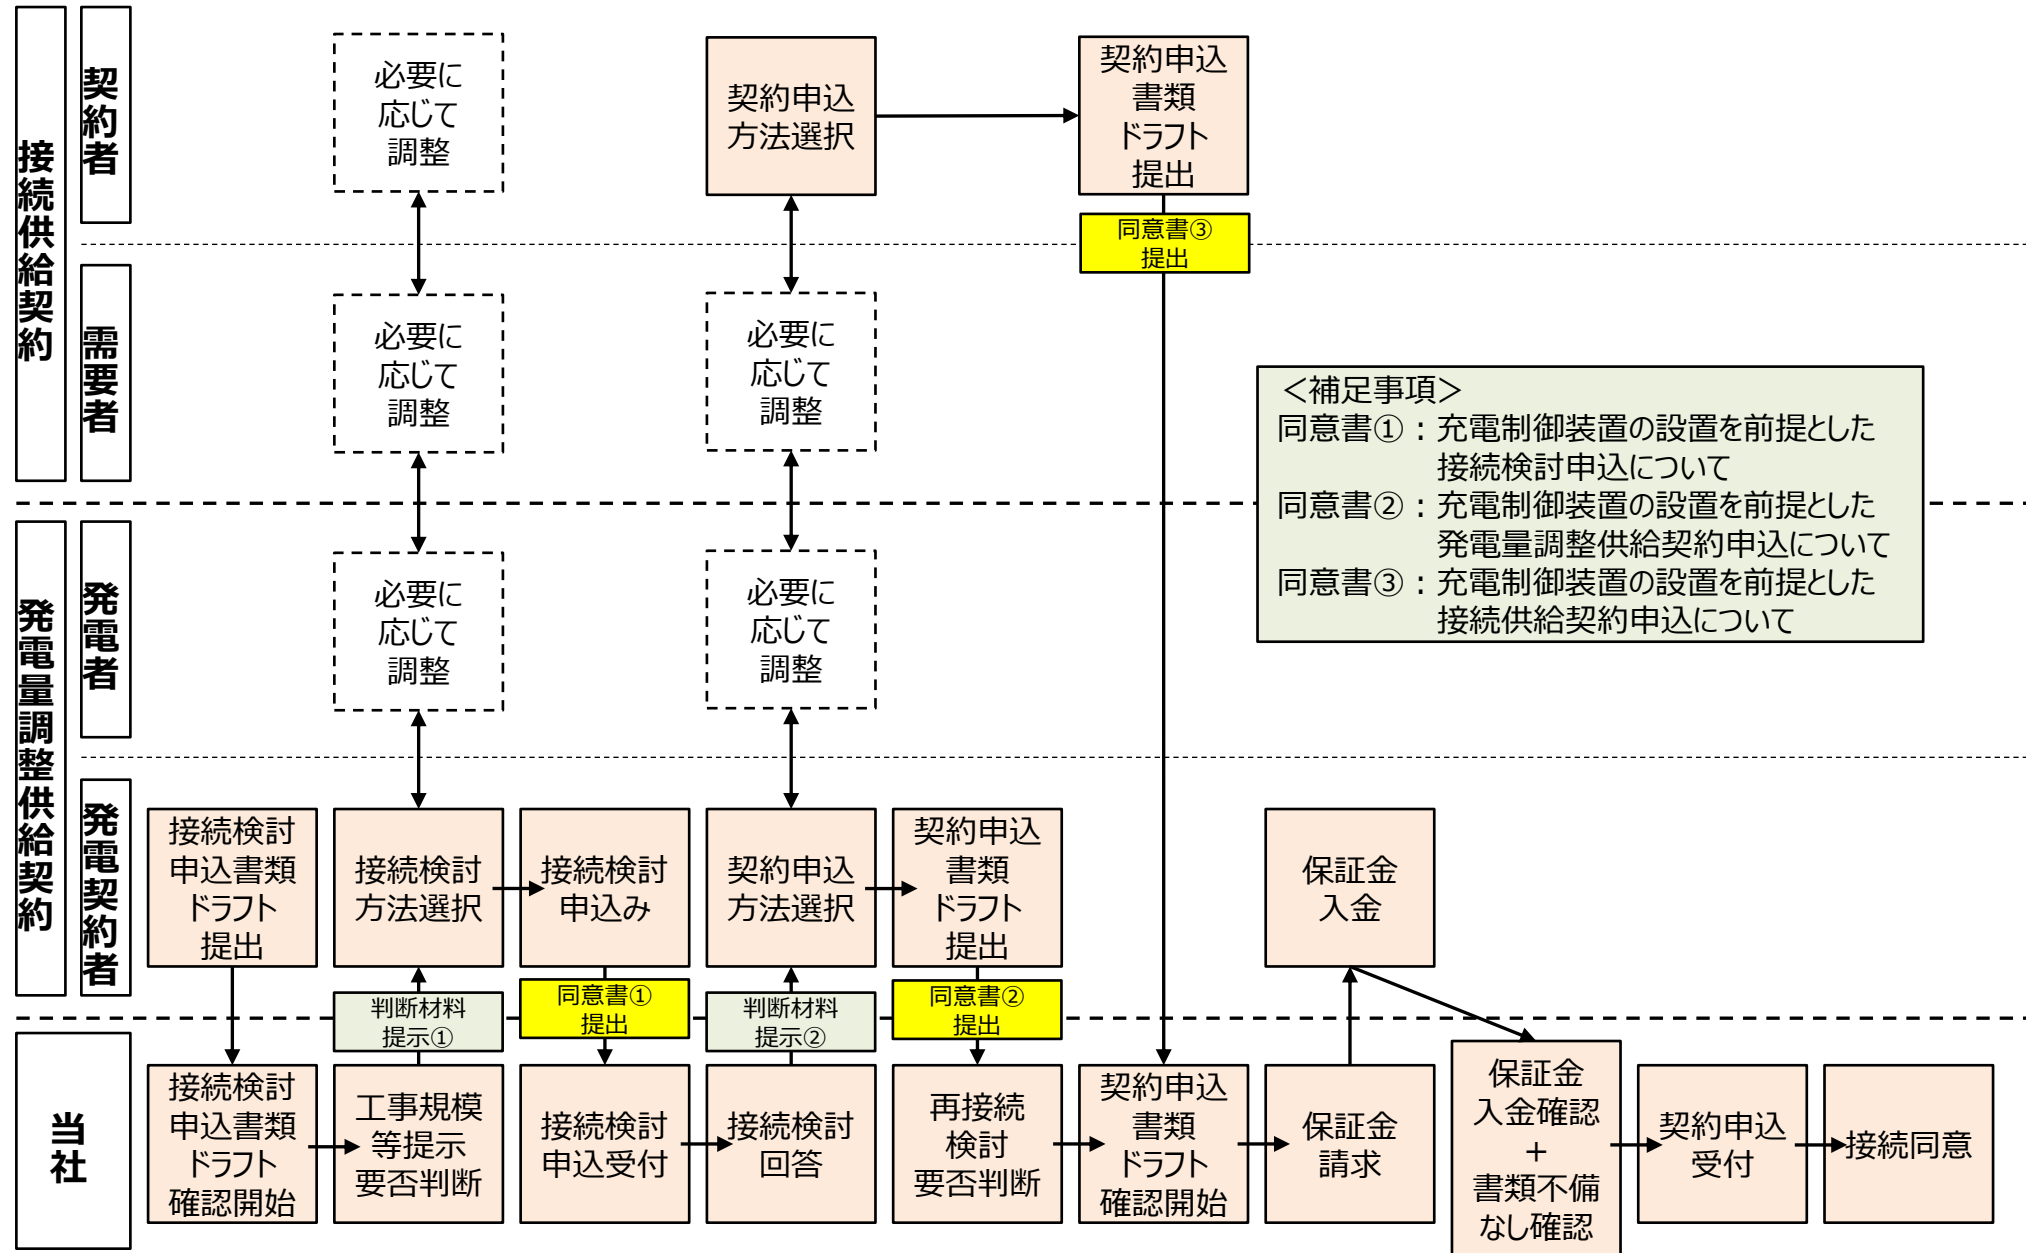 接続供給契約
契約者
必要に
応じて
調整
契約申込
方法選択
契約申込
書類
ドラフト
提出
同意書③
提出
需要者
必要に
応じて
調整
必要に
応じて
調整
＜補足事項＞
同意書①：充電制御装置の設置を前提とした
接続検討申込について
同意書②：充電制御装置の設置を前提とした
発電量調整供給契約申込について
同意書③：充電制御装置の設置を前提とした
接続供給契約申込について
発電量調整供給契約
発電者
必要に
応じて
調整
必要に
応じて
調整
発電契約者
接続検討
申込書類
ドラフト
提出
接続検討
方法選択
接続検討
申込み
契約申込
方法選択
契約申込
書類
ドラフト
提出
保証金
入金
判断材料
提示①
同意書①
提出
判断材料
提示②
同意書②
提出
当社
接続検討
申込書類
ドラフト
確認開始
工事規模
等提示
要否判断
接続検討
申込受付
接続検討
回答
再接続
検討
要否判断
契約申込
書類
ドラフト
確認開始
保証金
請求
保証金
入金確認
＋
書類不備
なし確認
契約申込
受付
接続同意